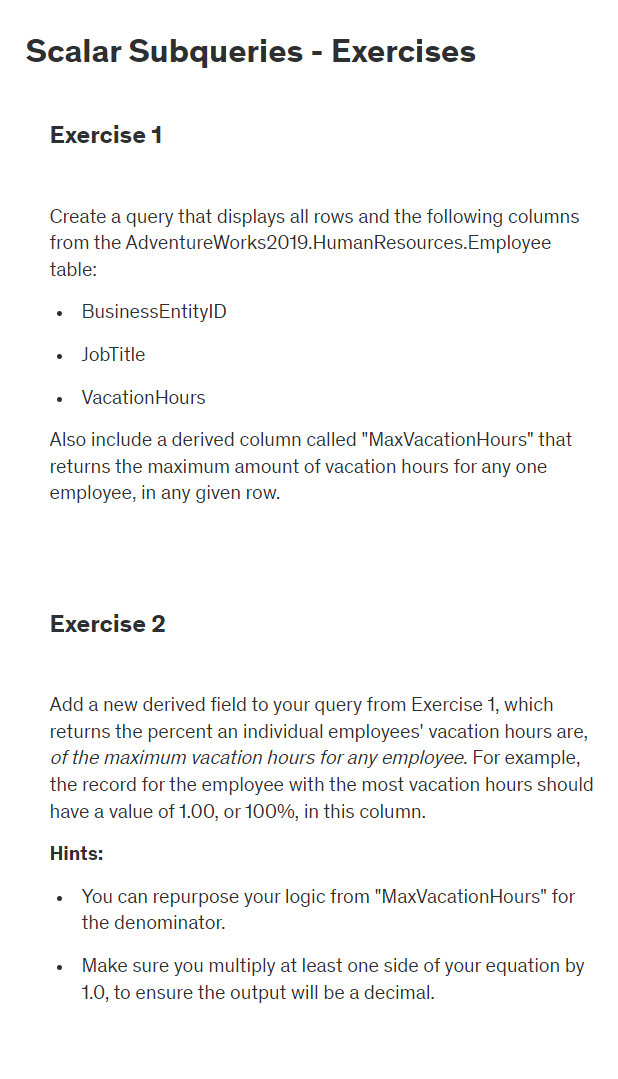 Scalar Subqueries - Exercises
Exercise 1
Create a query that displays all rows and the following columns
from the AdventureWorks2019.HumanResources.Employee
table:
• BusinessEntityID
• JobTitle
• VacationHours
Also include a derived column called "MaxVacationHours" that
returns the maximum amount of vacation hours for any one
employee, in any given row.
Exercise 2
Add a new derived field to your query from Exercise 1, which
returns the percent an individual employees' vacation hours are,
of the maximum vacation hours for any employee. For example,
the record for the employee with the most vacation hours should
have a value of 1.00, or 100%, in this column.
Hints:
• You can repurpose your logic from "MaxVacationHours" for
the denominator.
• Make sure you multiply at least one side of your equation by
1.0, to ensure the output will be a decimal.